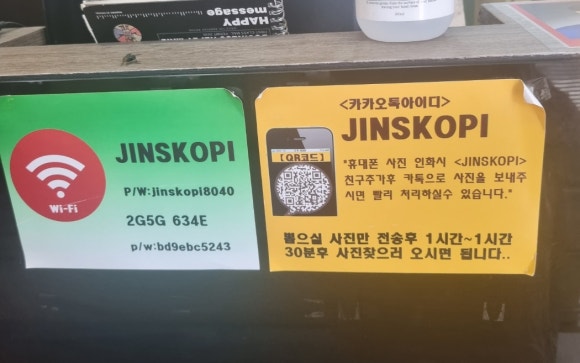 HAPPY
message
JINSKOPI
P/W:jinskopi8040
2G5G 634E
p/w:bd9ebc5243
Wi-Fi
<카카오톡아이디>
JINSKOPI
[QR코드]
"휴대폰 사진 인화시 <JINSKOPI>
친구추가후 카톡으로 사진을 보내주
시면 빨리 처리하실수 있습니다."
뽑으실 사진만 전송후 1시간~1시간
30분후 사진찾으러 오시면 됩니다..